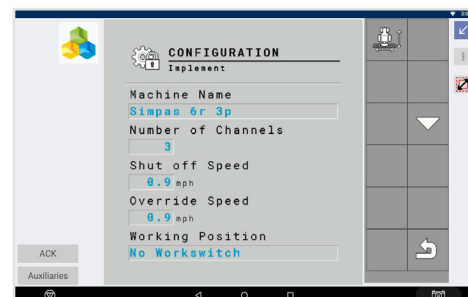 CONFIGURATION
Implement
Machine Name
Simpas 6r 3p
Number of Channels
3
Shut off Speed
0.9 mph
Override Speed
0.9 mph
Working Position
No Workswitch
ACK
Auxiliaries